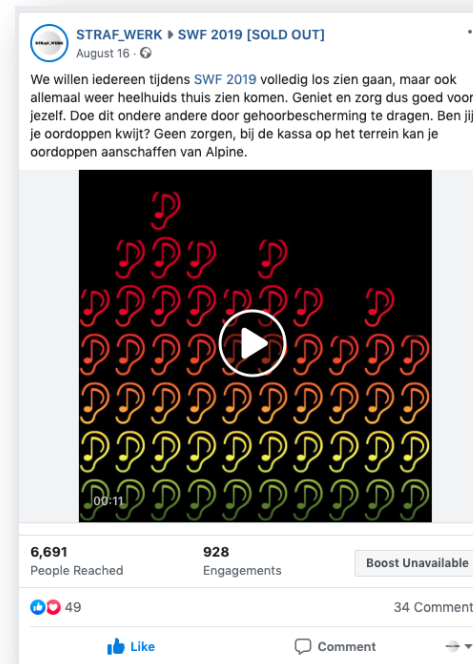 STRAF_WERK
STRAF_WERK ▸ SWF 2019 [SOLD OUT]
August 16 ·
We willen iedereen tijdens SWF 2019 volledig los zien gaan, maar ook
allemaal weer heelhuids thuis zien komen. Geniet en zorg dus goed voor
jezelf. Doe dit ondere andere door gehoorbescherming te dragen. Ben jij
je oordoppen kwijt? Geen zorgen, bij de kassa op het terrein kan je
oordoppen aanschaffen van Alpine.
00:11
6,691
People Reached
928
Engagements
Boost Unavailable
49
34 Comment
Like
Comment